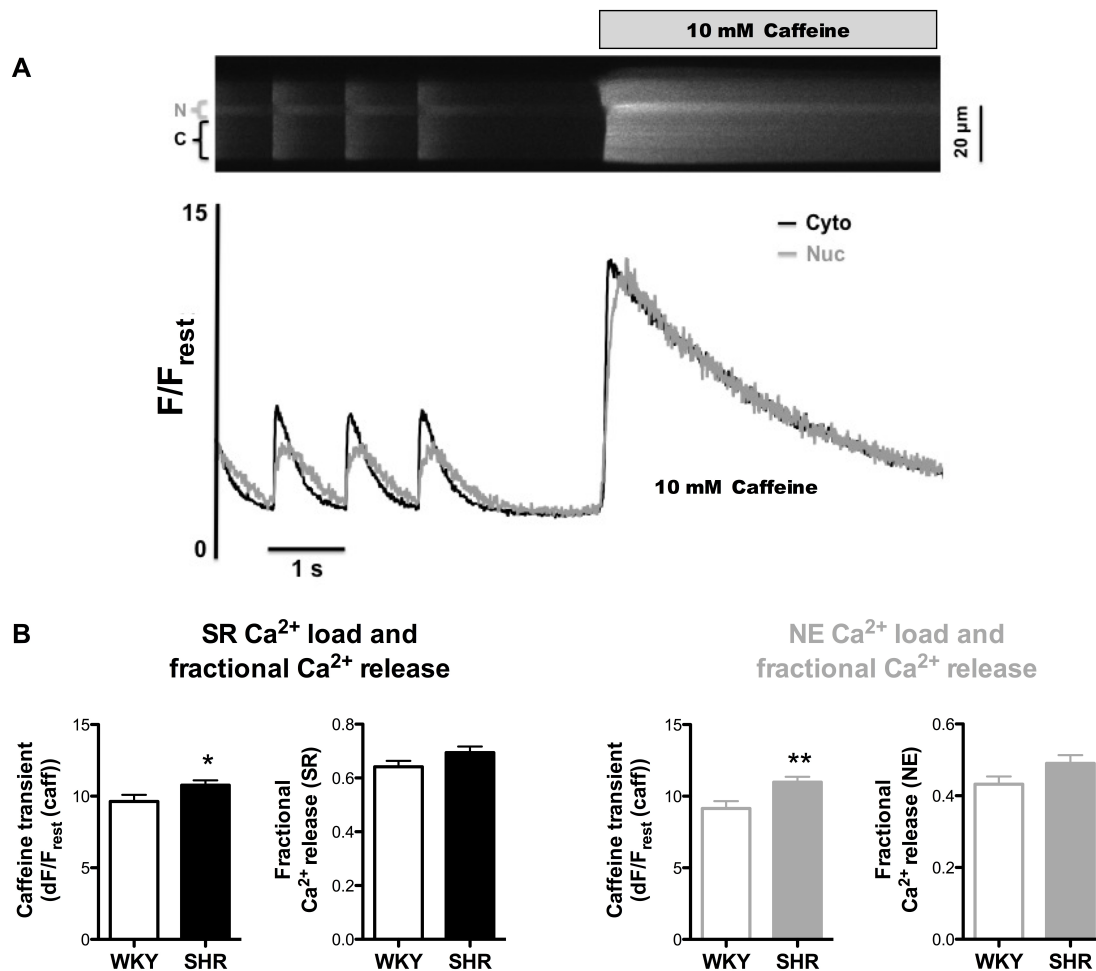 10 mM Caffeine
A
N
C
20 µm
15
Cyto
Nuc
F/Frest
10 mM Caffeine
0
1 s
B
SR Ca2+ load and
fractional Ca2+ release
NE Ca2+ load and
fractional Ca2+ release
Caffeine transient
(dF/Frest (caff))
15
10
5
0
*
WKY SHR
Fractional
Ca2+ release (SR)
0.8
0.6
0.4
0.2
0.0
WKY SHR
Caffeine transient
(dF/Frest (caff))
15
10
5
0
**
WKY SHR
Fractional
Ca2+ release (NE)
0.6
0.4
0.2
0.0
WKY SHR